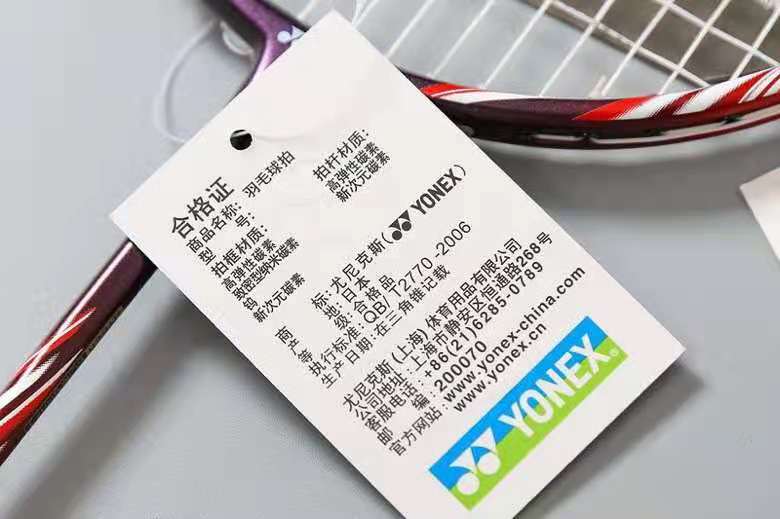 合格证
商品名称：羽毛球拍
型 号：
拍框材质：
高弹性碳素
致密型纳米碳素
钨
新次元碳素
拍杆材质：
高弹性碳素
新次元碳素
商 标：尤尼克斯(YONEX)
产 地：日本
等 级：合格品
执行标准：QB/T2770-2006
生产日期：在三角锥记载
尤尼克斯(上海)体育用品有限公司
公司地址：上海市静安区恒通路268号
客服电话：+86(21)6285-0789
邮 编：200070
官方网站：www.yonex-china.com
www.yonex.cn
YONEX®